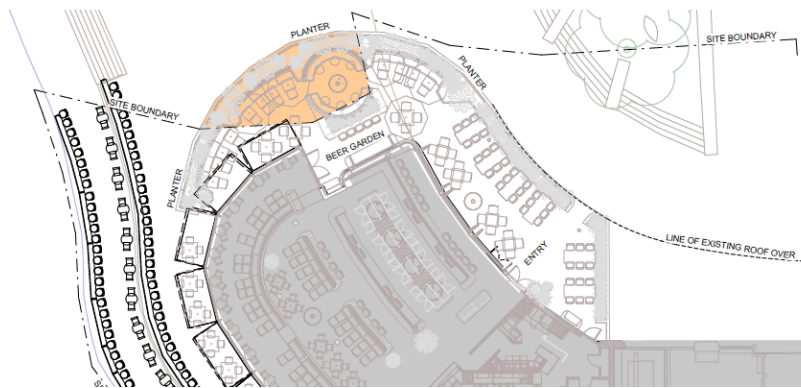 PLANTER
SITE BOUNDARY
PLANTER
SITE BOUNDARY
BEER GARDEN
PLANTER
LINE OF EXISTING ROOF OVER
ENTRY